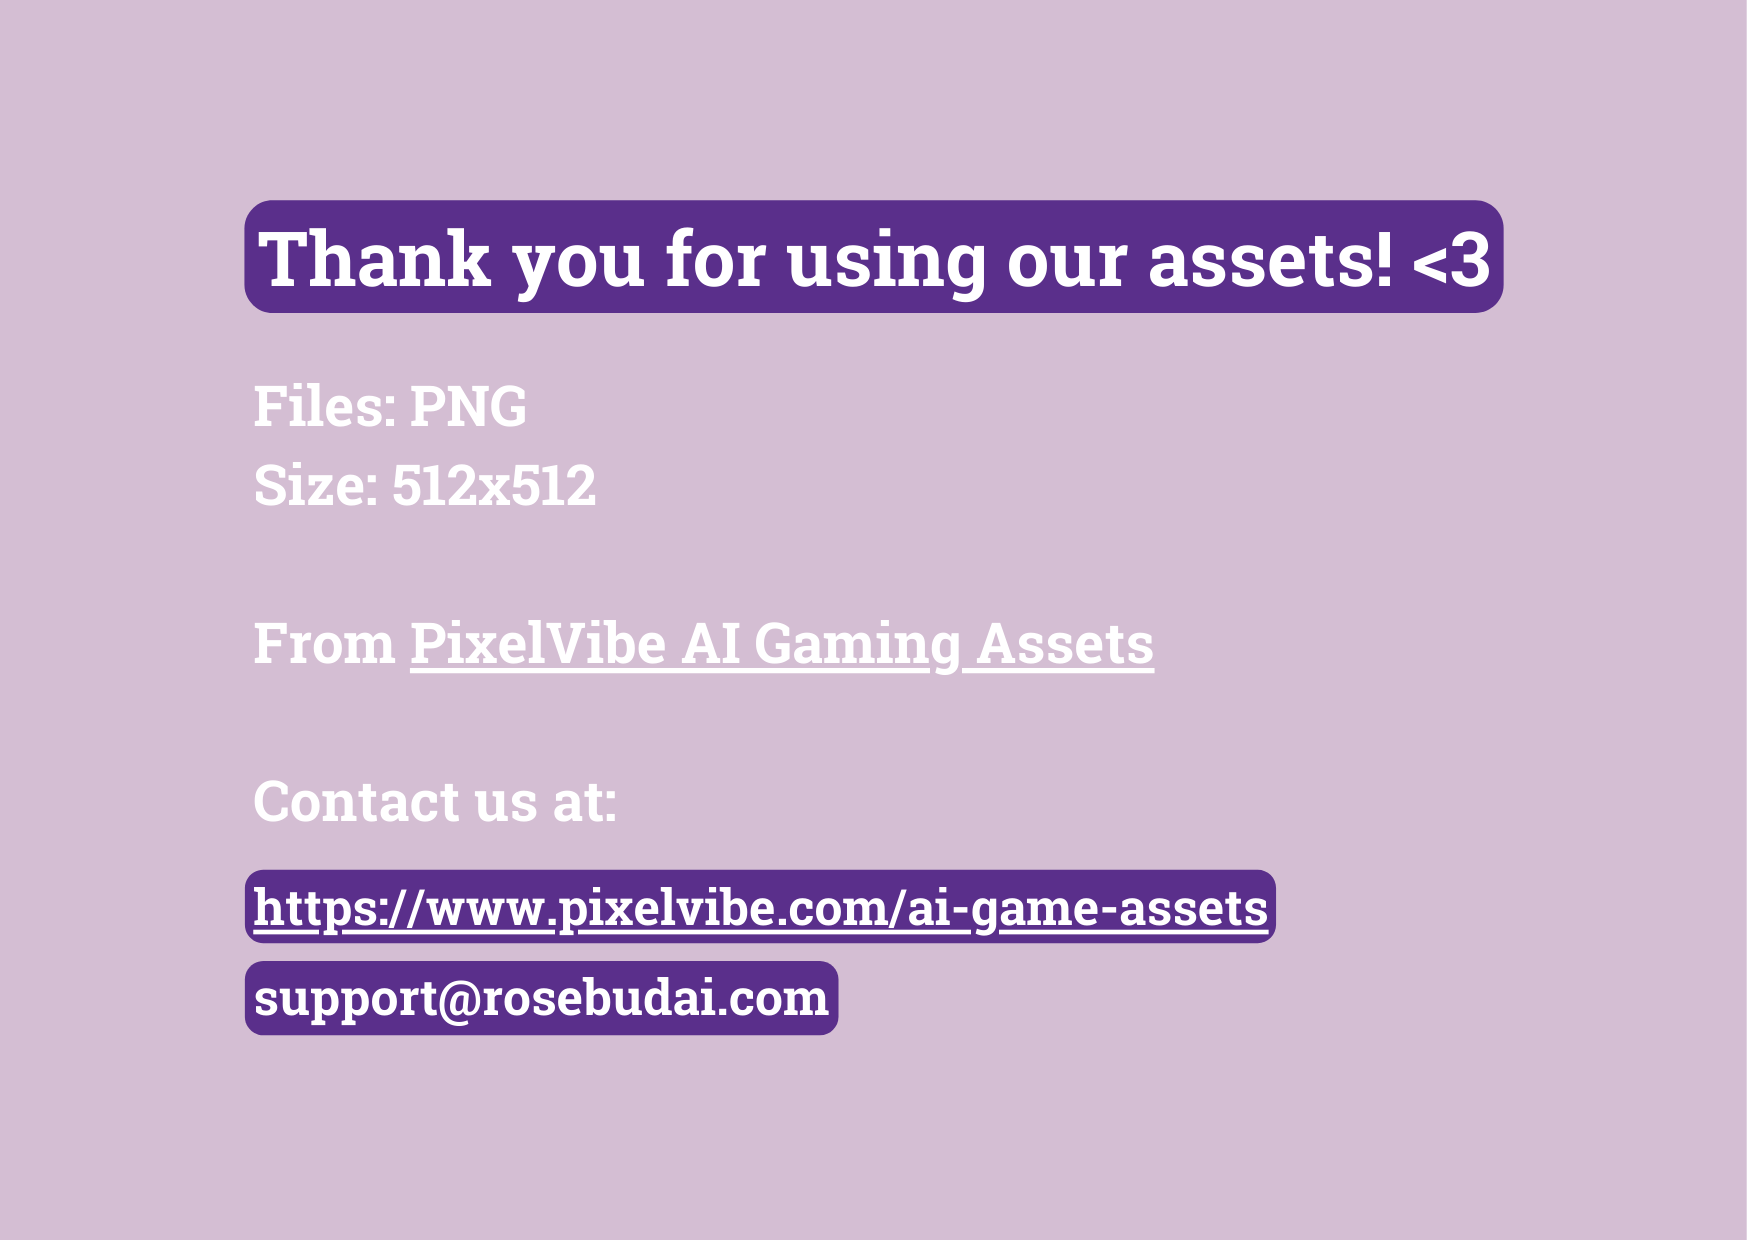 Thank you for using our assets! <3
Files: PNG
Size: 512x512
From PixelVibe AI Gaming Assets
Contact us at:
https://www.pixelvibe.com/ai-game-assets
support@rosebudai.com